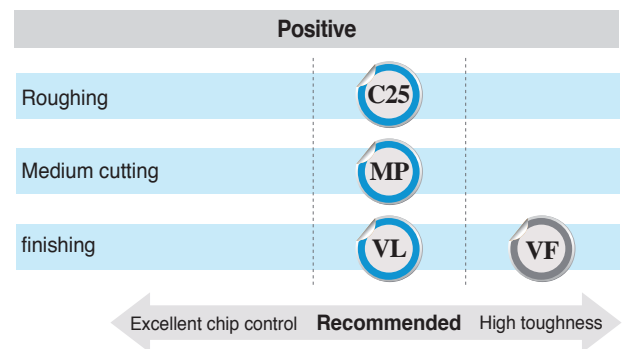 Positive
Roughing
C25
Medium cutting
MP
finishing
VL
VF
Excellent chip control Recommended High toughness